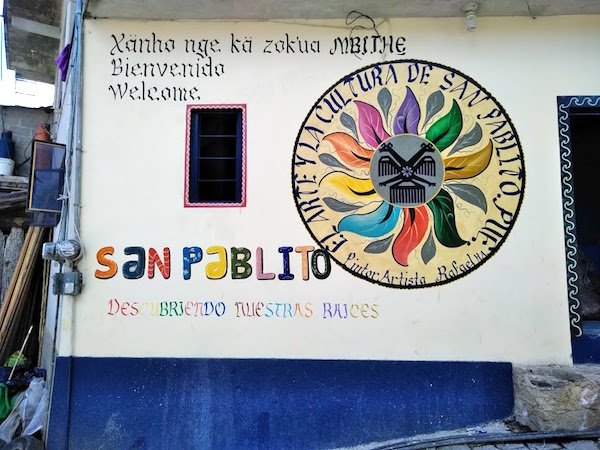 Xänho nge kä zok'ua MBITHE
Bienvenido
Welcome
EL ARTE Y LA CULTURA DE SAN PABLITO, PUE.
Pintor: Artista Rafael
SAN PABLITO
DESCUBRIENDO NUESTRAS RAICES